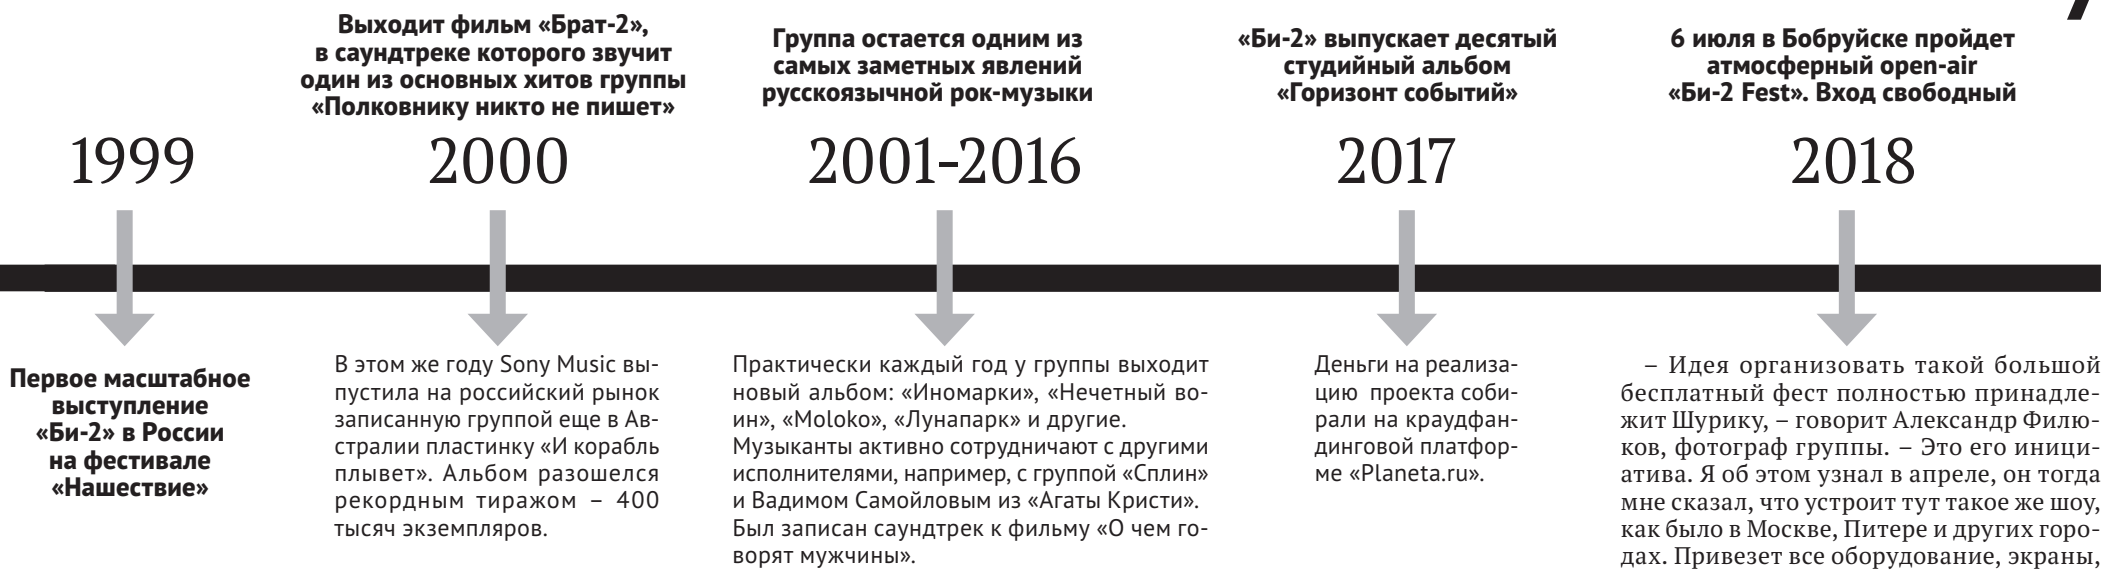 1999
Первое масштабное
выступление
«Би-2» в России
на фестивале
«Нашествие»
Выходит фильм «Брат-2»,
в саундтреке которого звучит
один из основных хитов группы
«Полковнику никто не пишет»
2000
В этом же году Sony Music вы-
пустила на российский рынок
записанную группой еще в Ав-
стралии пластинку «И корабль
плывет». Альбом разошелся
рекордным тиражом – 400
тысяч экземпляров.
Группа остается одним из
самых заметных явлений
русскоязычной рок-музыки
2001-2016
Практически каждый год у группы выходит
новый альбом: «Иномарки», «Нечетный во-
ин», «Moloko», «Лунапарк» и другие.
Музыканты активно сотрудничают с другими
исполнителями, например, с группой «Сплин»
и Вадимом Самойловым из «Агаты Кристи».
Был записан саундтрек к фильму «О чем го-
ворят мужчины».
«Би-2» выпускает десятый
студийный альбом
«Горизонт событий»
2017
Деньги на реализа-
цию проекта соби-
рали на краудфан-
динговой платфор-
ме «Planeta.ru».
6 июля в Бобруйске пройдет
атмосферный open-air
«Би-2 Fest». Вход свободный
2018
– Идея организовать такой большой
бесплатный фест полностью принадле-
жит Шурику, – говорит Александр Филю-
ков, фотограф группы. – Это его иници-
атива. Я об этом узнал в апреле, он тогда
мне сказал, что устроит тут такое же шоу,
как было в Москве, Питере и других горо-
дах. Привезет все оборудование, экраны,